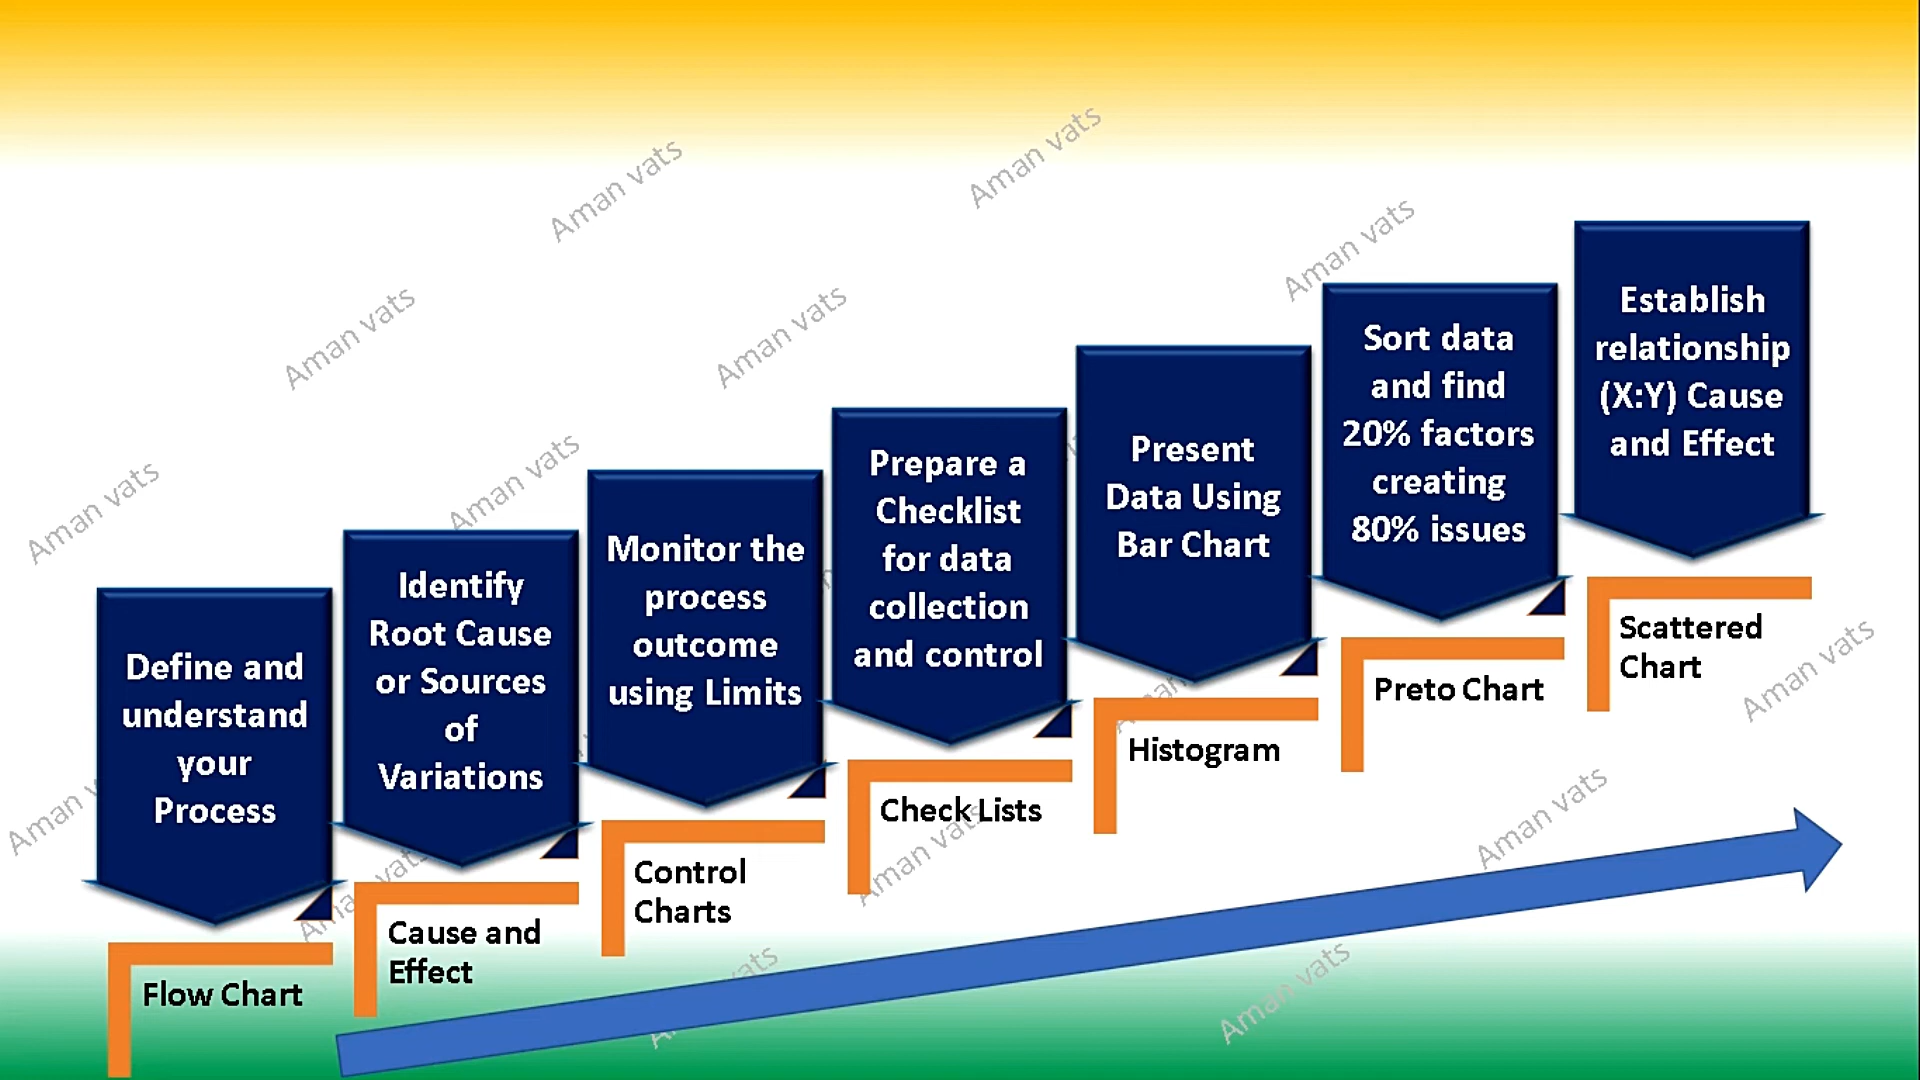 Define and
understand
your
Process
Flow Chart
Identify
Root Cause
or Sources
of
Variations
Cause and
Effect
Monitor the
process
outcome
using Limits
Control
Charts
Prepare a
Checklist
for data
collection
and control
Check Lists
Present
Data Using
Bar Chart
Histogram
Sort data
and find
20% factors
creating
80% issues
Preto Chart
Establish
relationship
(X:Y) Cause
and Effect
Scattered
Chart
Aman vats
Aman vats
Aman vats
Aman vats
Aman vats
Aman vats
Aman vats
Aman vats
Aman vats
Aman vats
Aman vats
Aman vats